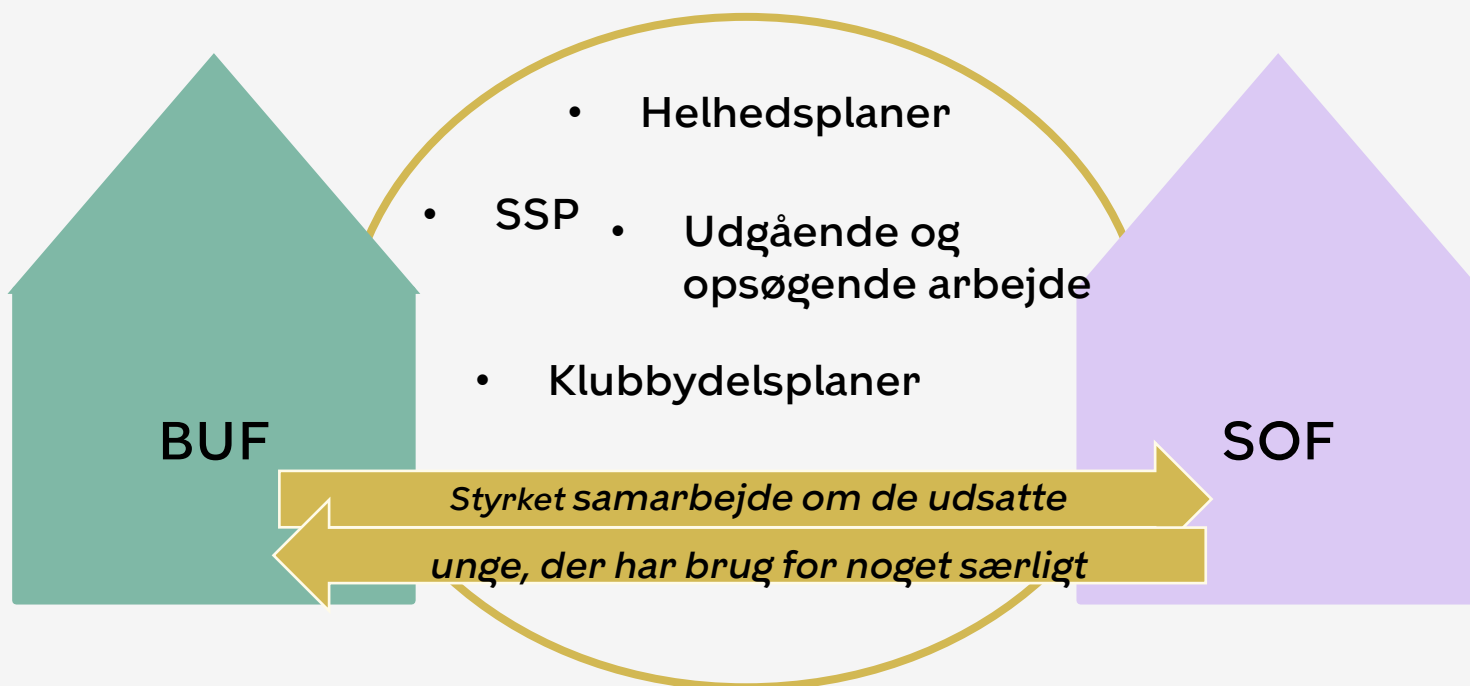 • Helhedsplaner
• SSP
• Udgående og
opsøgende arbejde
• Klubbydelsplaner
BUF
SOF
Styrket samarbejde om de udsatte
unge, der har brug for noget særligt